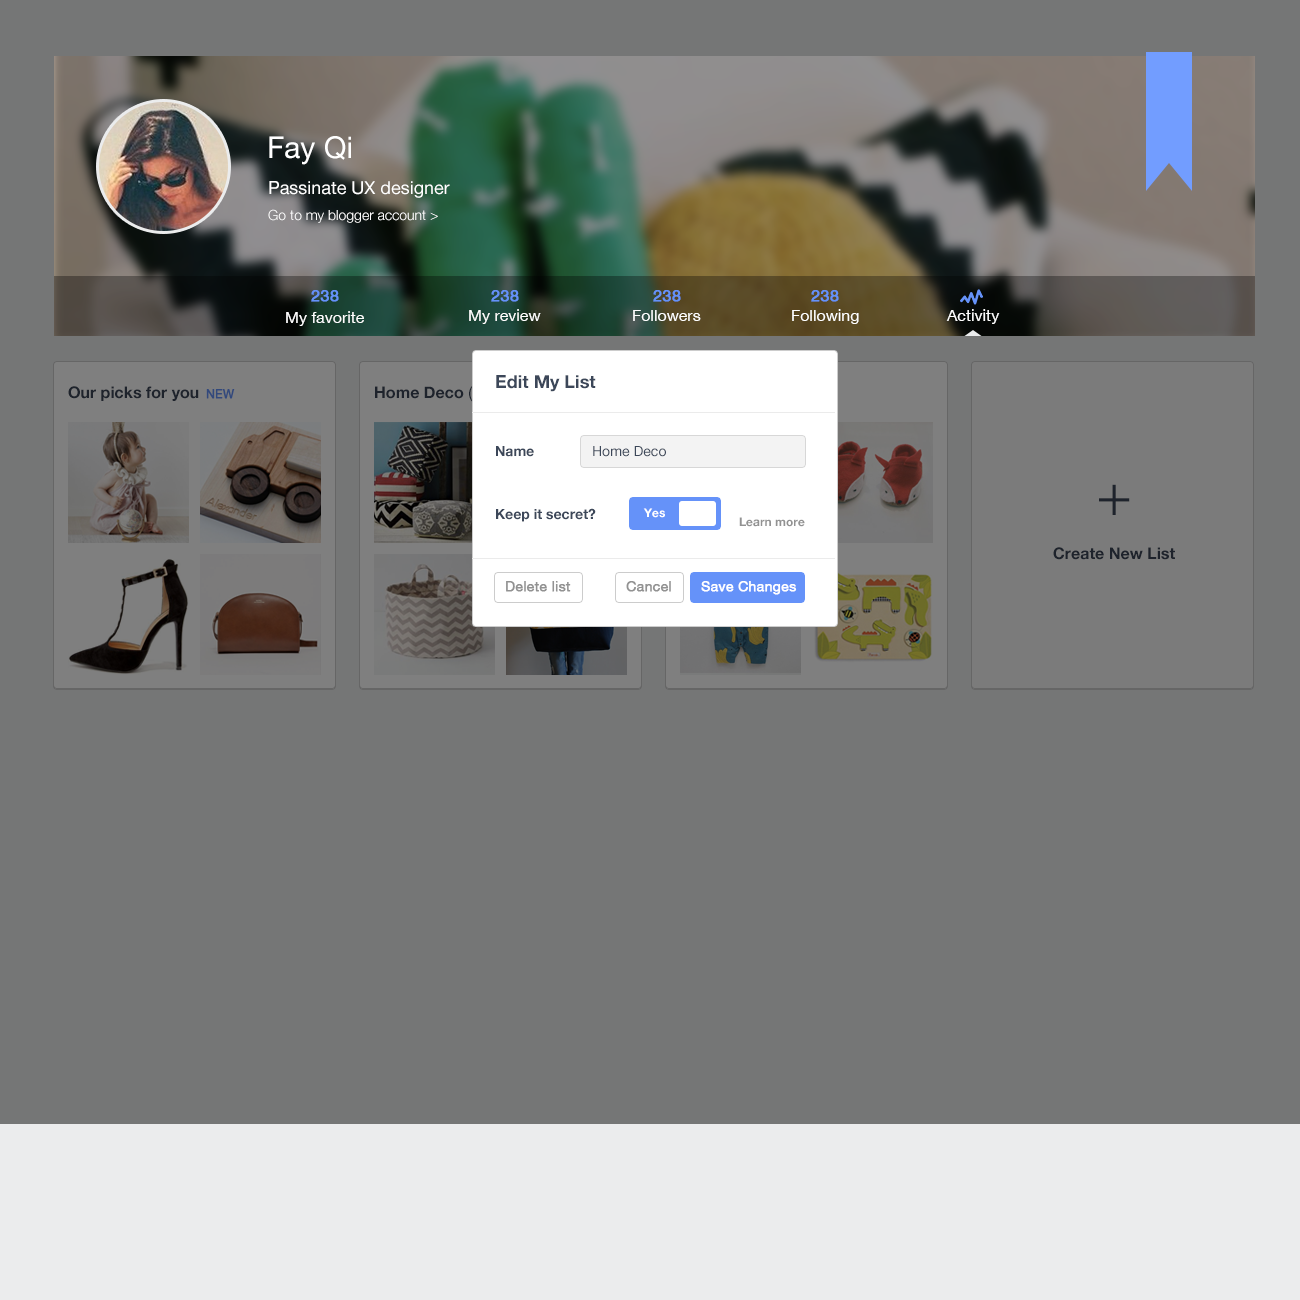 Fay Qi
Passinate UX designer
Go to my blogger account >
238
My favorite
238
My review
238
Followers
238
Following
Activity
Our picks for you NEW
Home Deco (
Edit My List
Name
Home Deco
Keep it secret?
Yes
Learn more
Delete list
Cancel
Save Changes
Create New List
Alexander